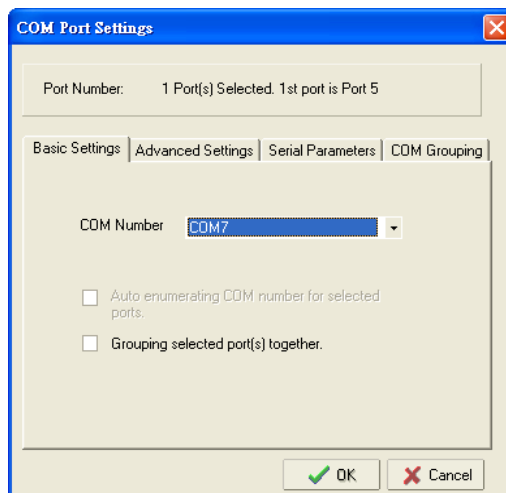 COM Port Settings
Port Number: 1 Port(s) Selected. 1st port is Port 5
Basic Settings Advanced Settings Serial Parameters COM Grouping
COM Number COM7
Auto enumerating COM number for selected
ports.
Grouping selected port(s) together.
OK Cancel